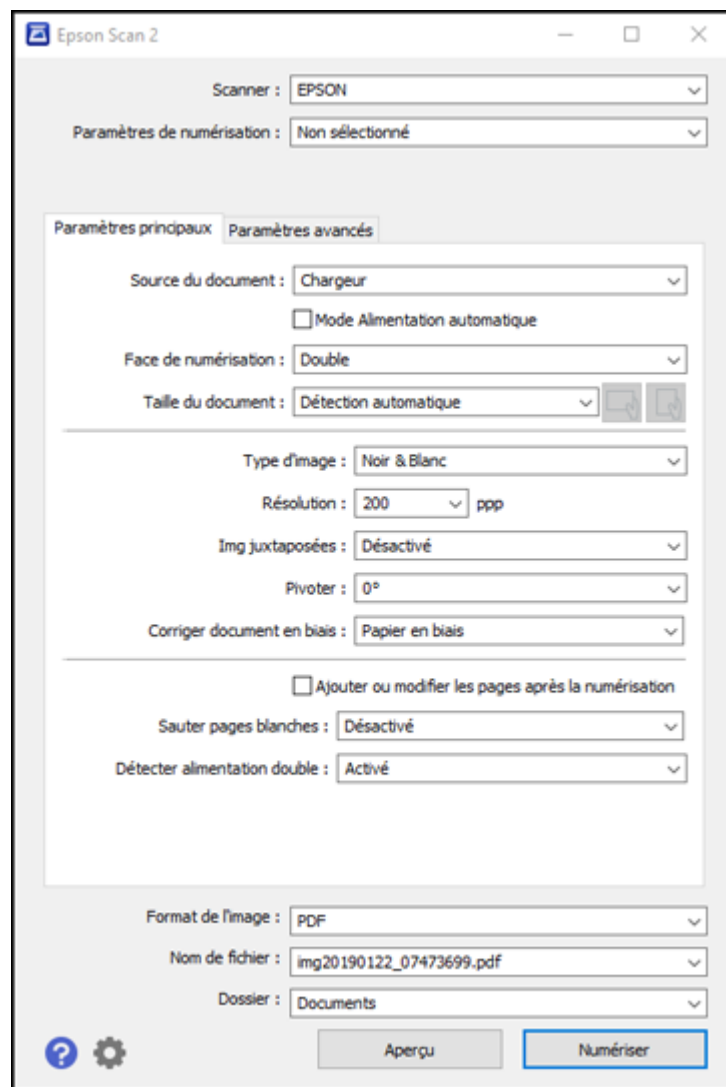 Epson Scan 2
Scanner : EPSON
Paramètres de numérisation : Non sélectionné
Paramètres principaux Paramètres avancés
Source du document : Chargeur
Mode Alimentation automatique
Face de numérisation : Double
Taille du document : Détection automatique
Type d'image : Noir & Blanc
Résolution : 200 ppp
Img juxtaposées : Désactivé
Pivoter : 0°
Corriger document en biais : Papier en biais
Ajouter ou modifier les pages après la numérisation
Sauter pages blanches : Désactivé
Détecter alimentation double : Activé
Format de l'image : PDF
Nom de fichier : img20190122_07473699.pdf
Dossier : Documents
? Aperçu Numériser